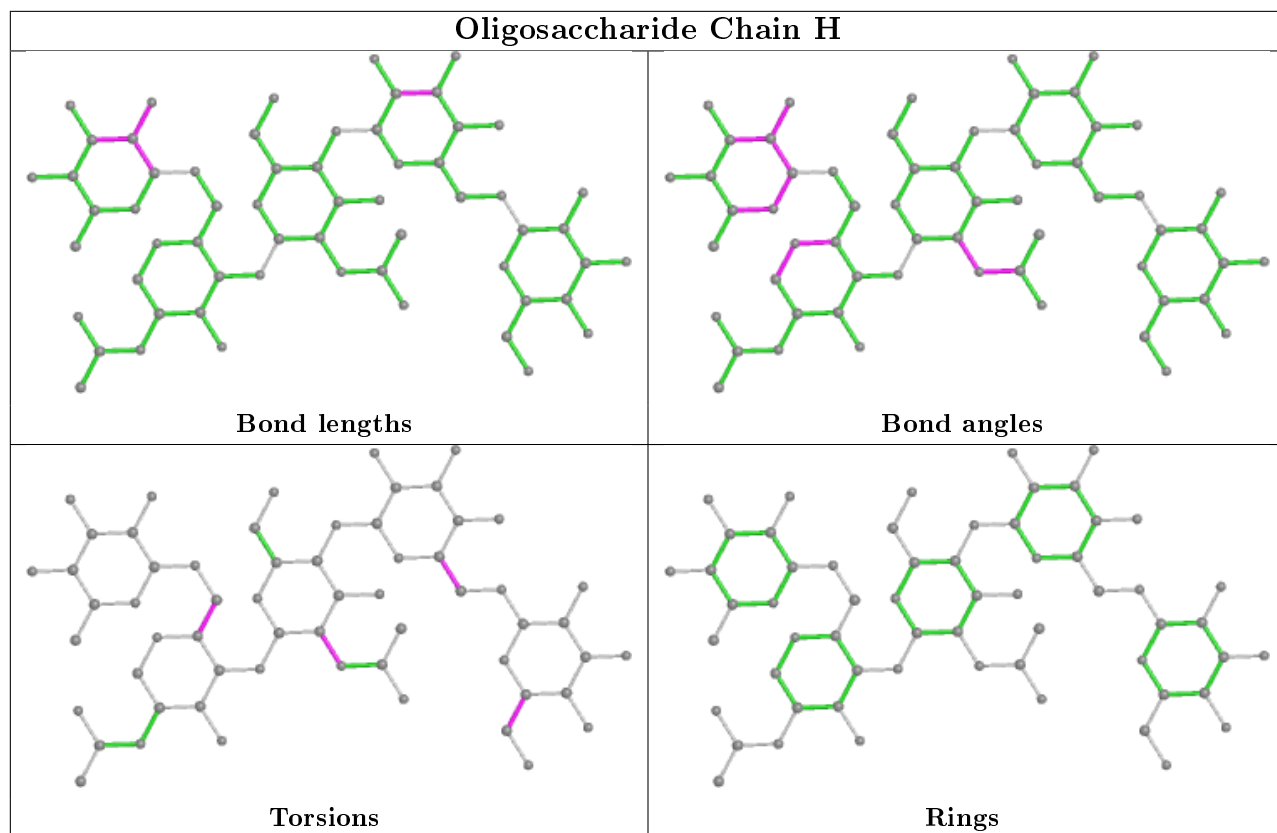 Oligosaccharide Chain H
Bond lengths
Bond angles
Torsions
Rings